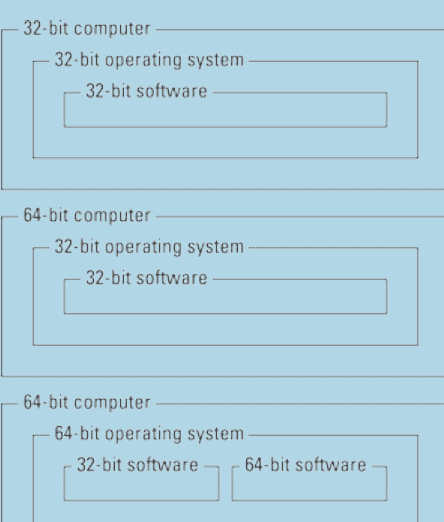 32-bit computer
32-bit operating system
32-bit software
64-bit computer
32-bit operating system
32-bit software
64-bit computer
64-bit operating system
32-bit software 64-bit software